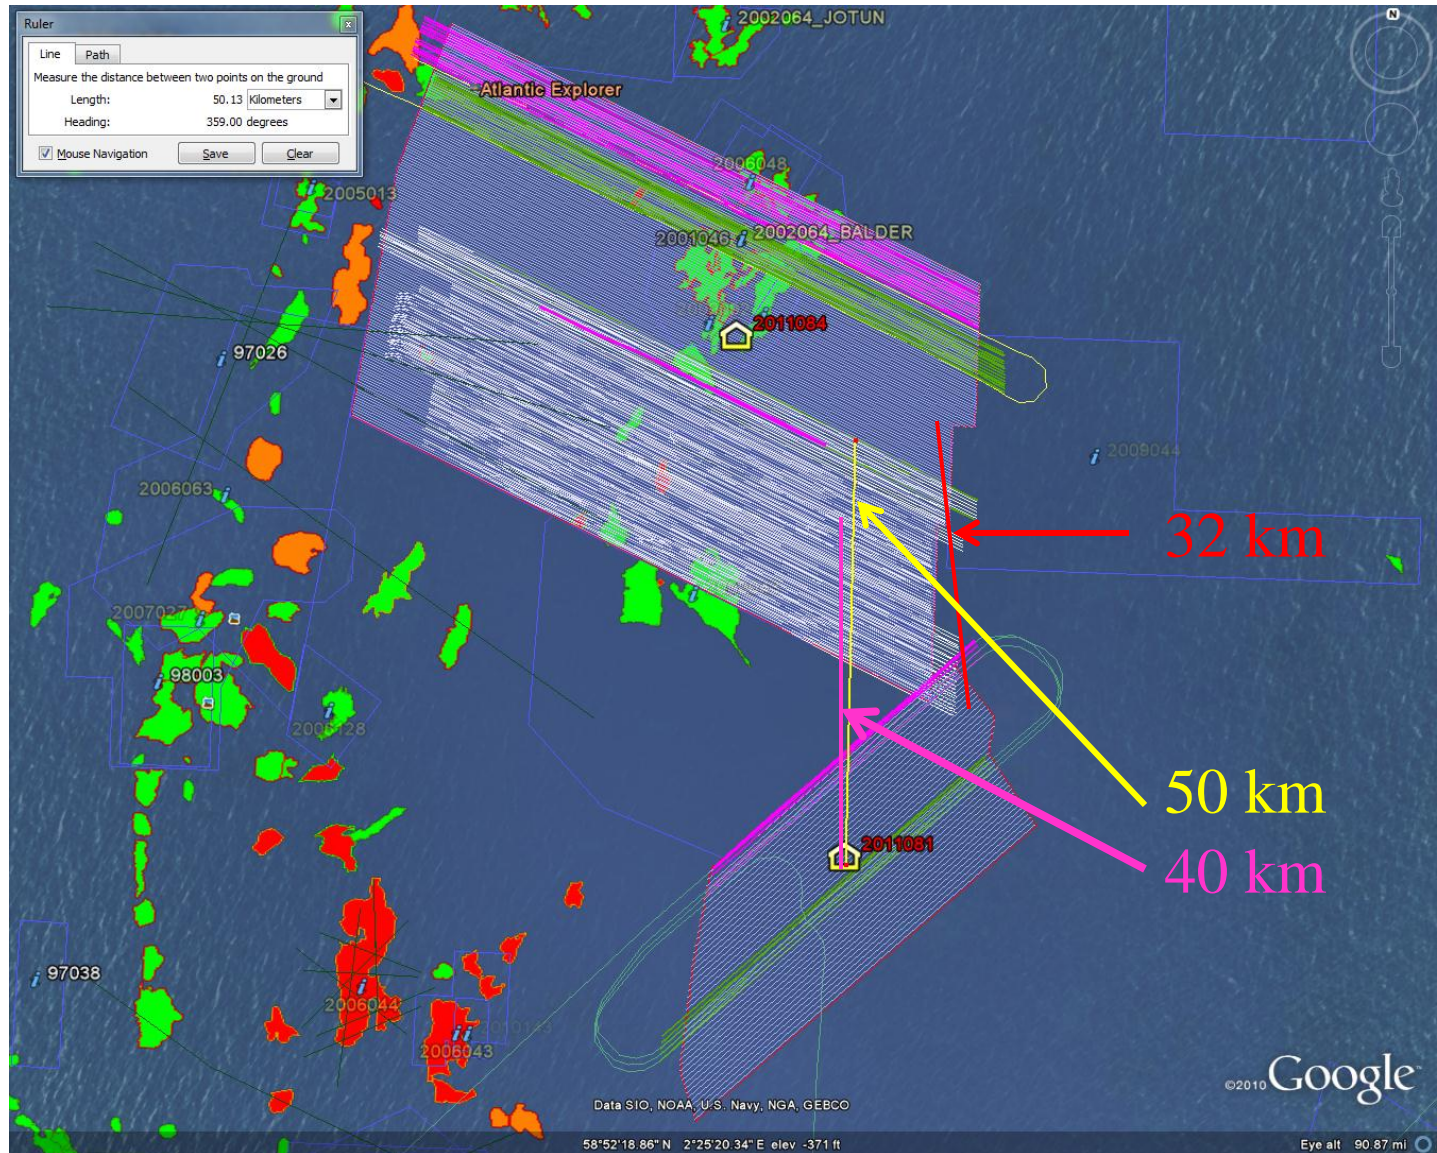 Ruler
Line Path
Measure the distance between two points on the ground
Length: 50.13 Kilometers
Heading: 359.00 degrees
Mouse Navigation Save Clear
N
2002064_JOTUN
Atlantic Explorer
2006048
2005013
2001046 2002064_BALDER
2011084
97026
2009044
2006063
32 km
2007027
98003
50 km
2011081
40 km
97038
2006044
2010143
2006043
©2010 Google
Data SIO, NOAA, U.S. Navy, NGA, GEBCO
58°52'18.86" N 2°25'20.34" E elev -371 ft
Eye alt 90.87 mi